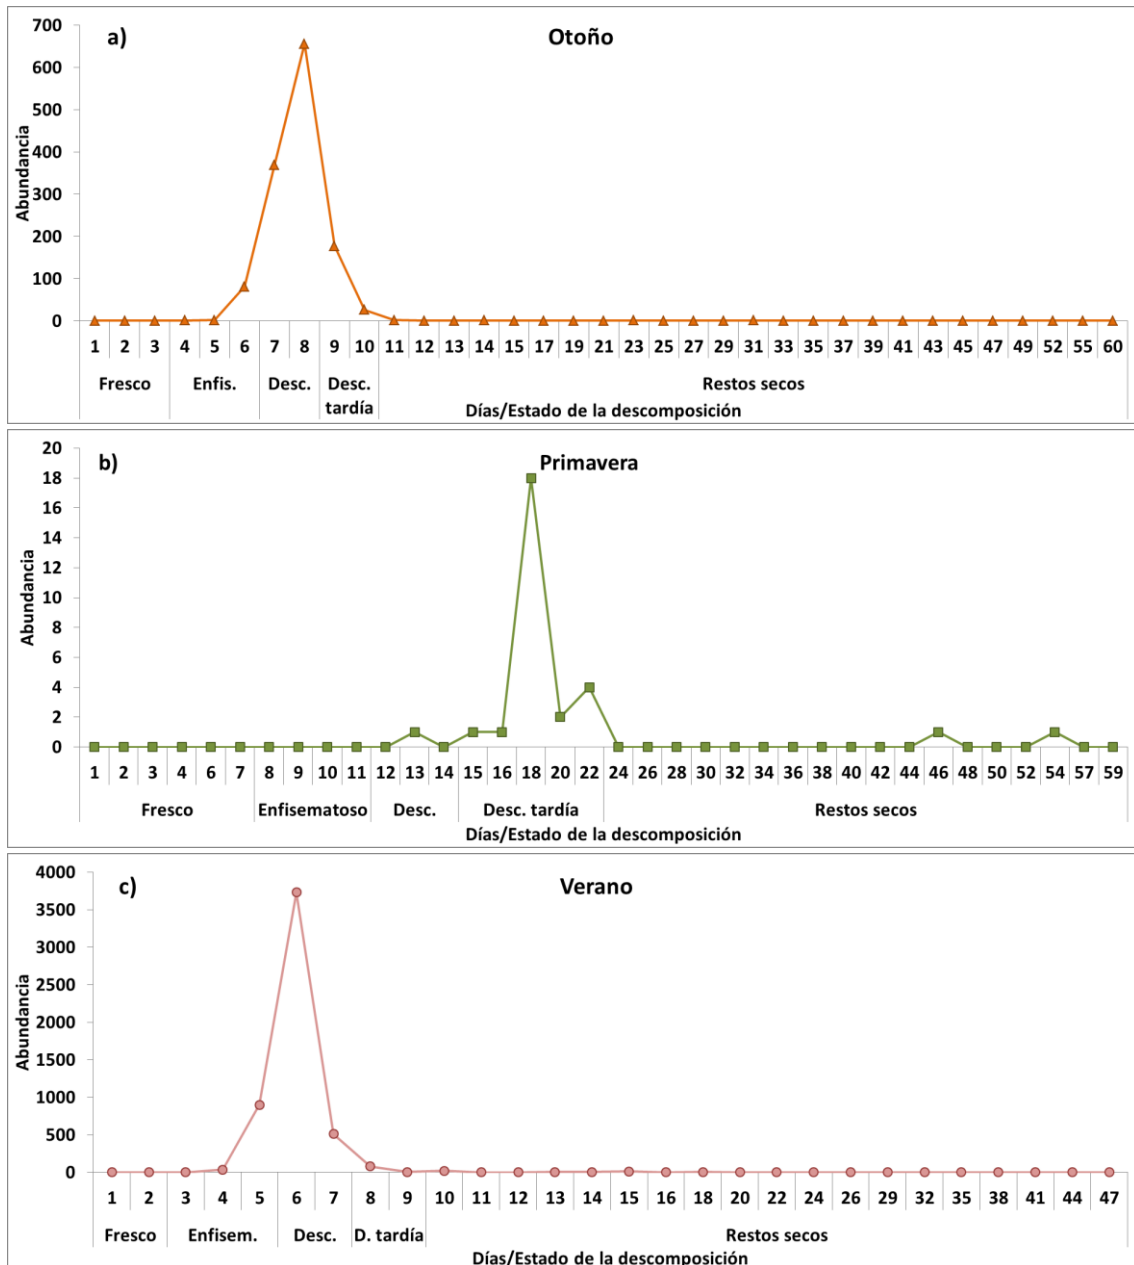 a)
Otoño
700
600
500
400
300
200
100
0
Abundancia
1 2 3 4 5 6 7 8 9 10 11 12 13 14 15 17 19 21 23 25 27 29 31 33 35 37 39 41 43 45 47 49 52 55 60
Fresco Enfis. Desc. Desc. tardía Restos secos
Días/Estado de la descomposición
b)
Primavera
20
18
16
14
12
10
8
6
4
2
0
Abundancia
1 2 3 4 6 7 8 9 10 11 12 13 14 15 16 18 20 22 24 26 28 30 32 34 36 38 40 42 44 46 48 50 52 54 57 59
Fresco Enfisematoso Desc. Desc. tardía Restos secos
Días/Estado de la descomposición
c)
Verano
4000
3500
3000
2500
2000
1500
1000
500
0
Abundancia
1 2 3 4 5 6 7 8 9 10 11 12 13 14 15 16 18 20 22 24 26 29 32 35 38 41 44 47
Fresco Enfisem. Desc. D. tardía Restos secos
Días/Estado de la descomposición